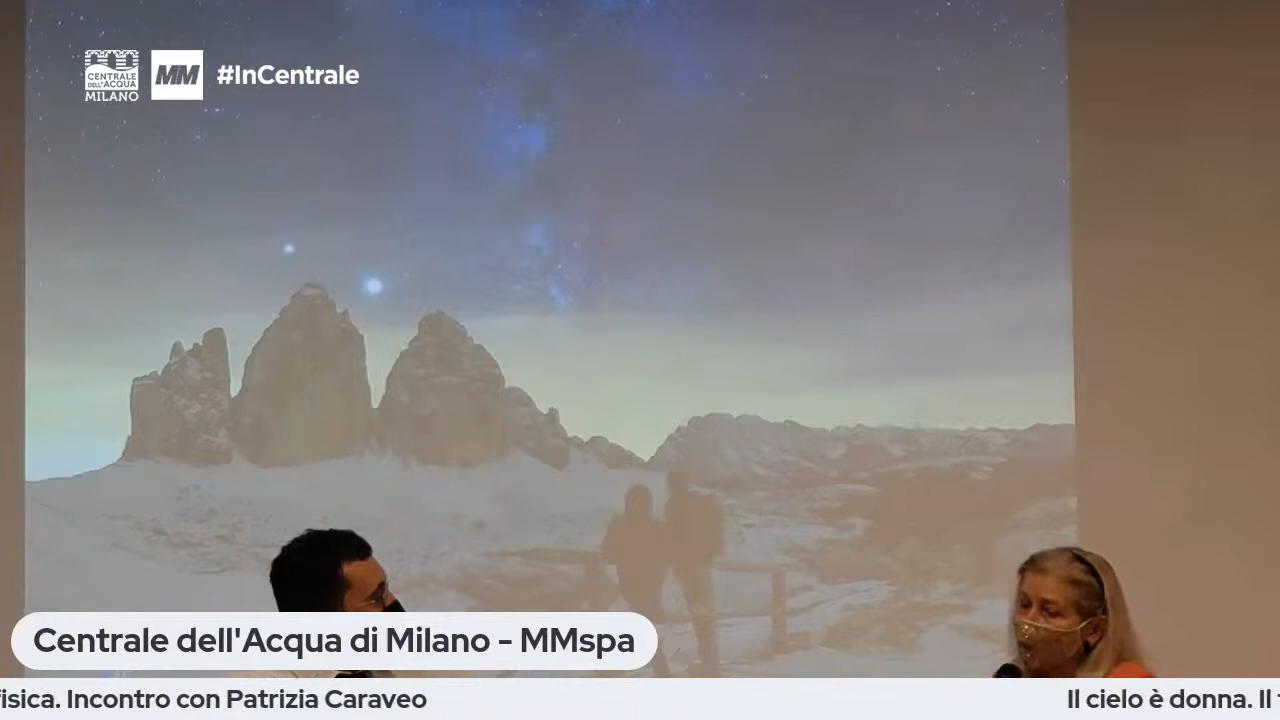 CENTRALE
DELL'ACQUA
MILANO
MM
#InCentrale
Centrale dell'Acqua di Milano - MMspa
fisica. Incontro con Patrizia Caraveo
Il cielo è donna. Il